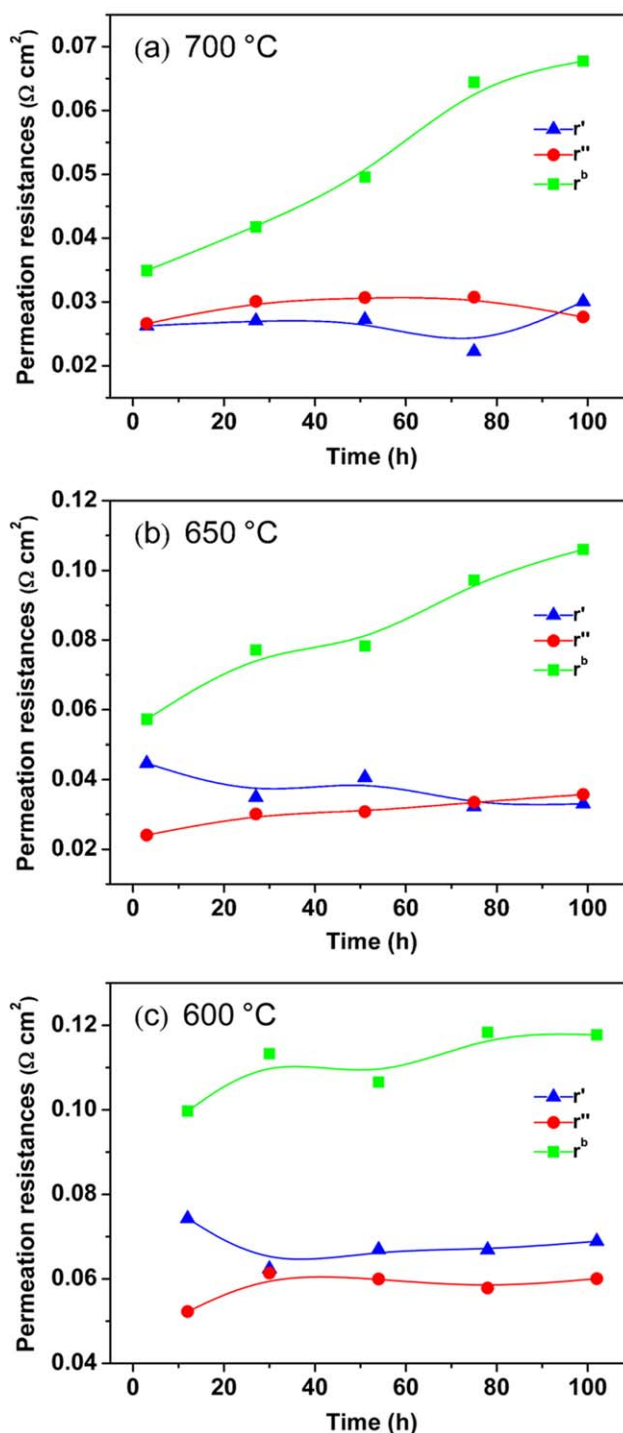 (a) 700 °C
Permeation resistances (Ω cm²)
0.07
0.06
0.05
0.04
0.03
0.02
r'
r''
rᵇ
0 20 40 60 80 100
Time (h)
(b) 650 °C
Permeation resistances (Ω cm²)
0.12
0.10
0.08
0.06
0.04
0.02
r'
r''
rᵇ
0 20 40 60 80 100
Time (h)
(c) 600 °C
Permeation resistances (Ω cm²)
0.12
0.10
0.08
0.06
0.04
r'
r''
rᵇ
0 20 40 60 80 100
Time (h)